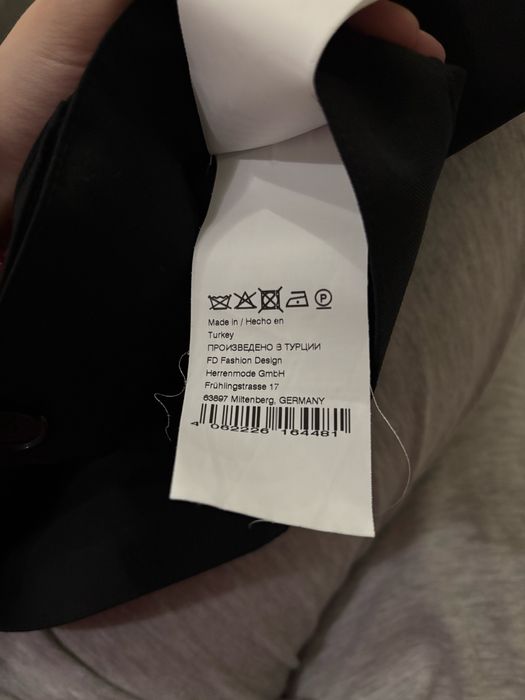 P
Made in / Hecho en
Turkey
ПРОИЗВЕДЕНО В ТУРЦИИ
FD Fashion Design
Herrenmode GmbH
Frühlingstrasse 17
63897 Miltenberg, GERMANY
4 062226 164481